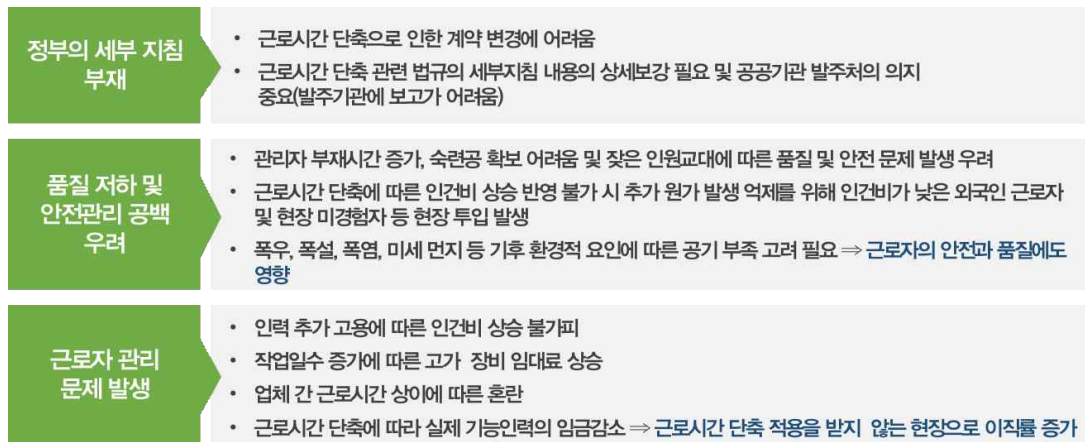 정부의 세부 지침
부재
• 근로시간 단축으로 인한 계약 변경에 어려움
• 근로시간 단축 관련 법규의 세부지침 내용의 상세보강 필요 및 공공기관 발주처의 의지
중요(발주기관에 보고가 어려움)
품질 저하 및
안전관리 공백
우려
• 관리자 부재시간 증가, 숙련공 확보 어려움 및 잦은 인원교대에 따른 품질 및 안전 문제 발생 우려
• 근로시간 단축에 따른 인건비 상승 반영 불가 시 추가 원가 발생 억제를 위해 인건비가 낮은 외국인 근로자
및 현장 미경험자 등 현장 투입 발생
• 폭우, 폭설, 폭염, 미세 먼지 등 기후 환경적 요인에 따른 공기 부족 고려 필요 ⇒ 근로자의 안전과 품질에도
영향
근로자 관리
문제 발생
• 인력 추가 고용에 따른 인건비 상승 불가피
• 작업일수 증가에 따른 고가 장비 임대료 상승
• 업체 간 근로시간 상이에 따른 혼란
• 근로시간 단축에 따라 실제 기능인력의 임금감소 ⇒ 근로시간 단축 적용을 받지 않는 현장으로 이직률 증가